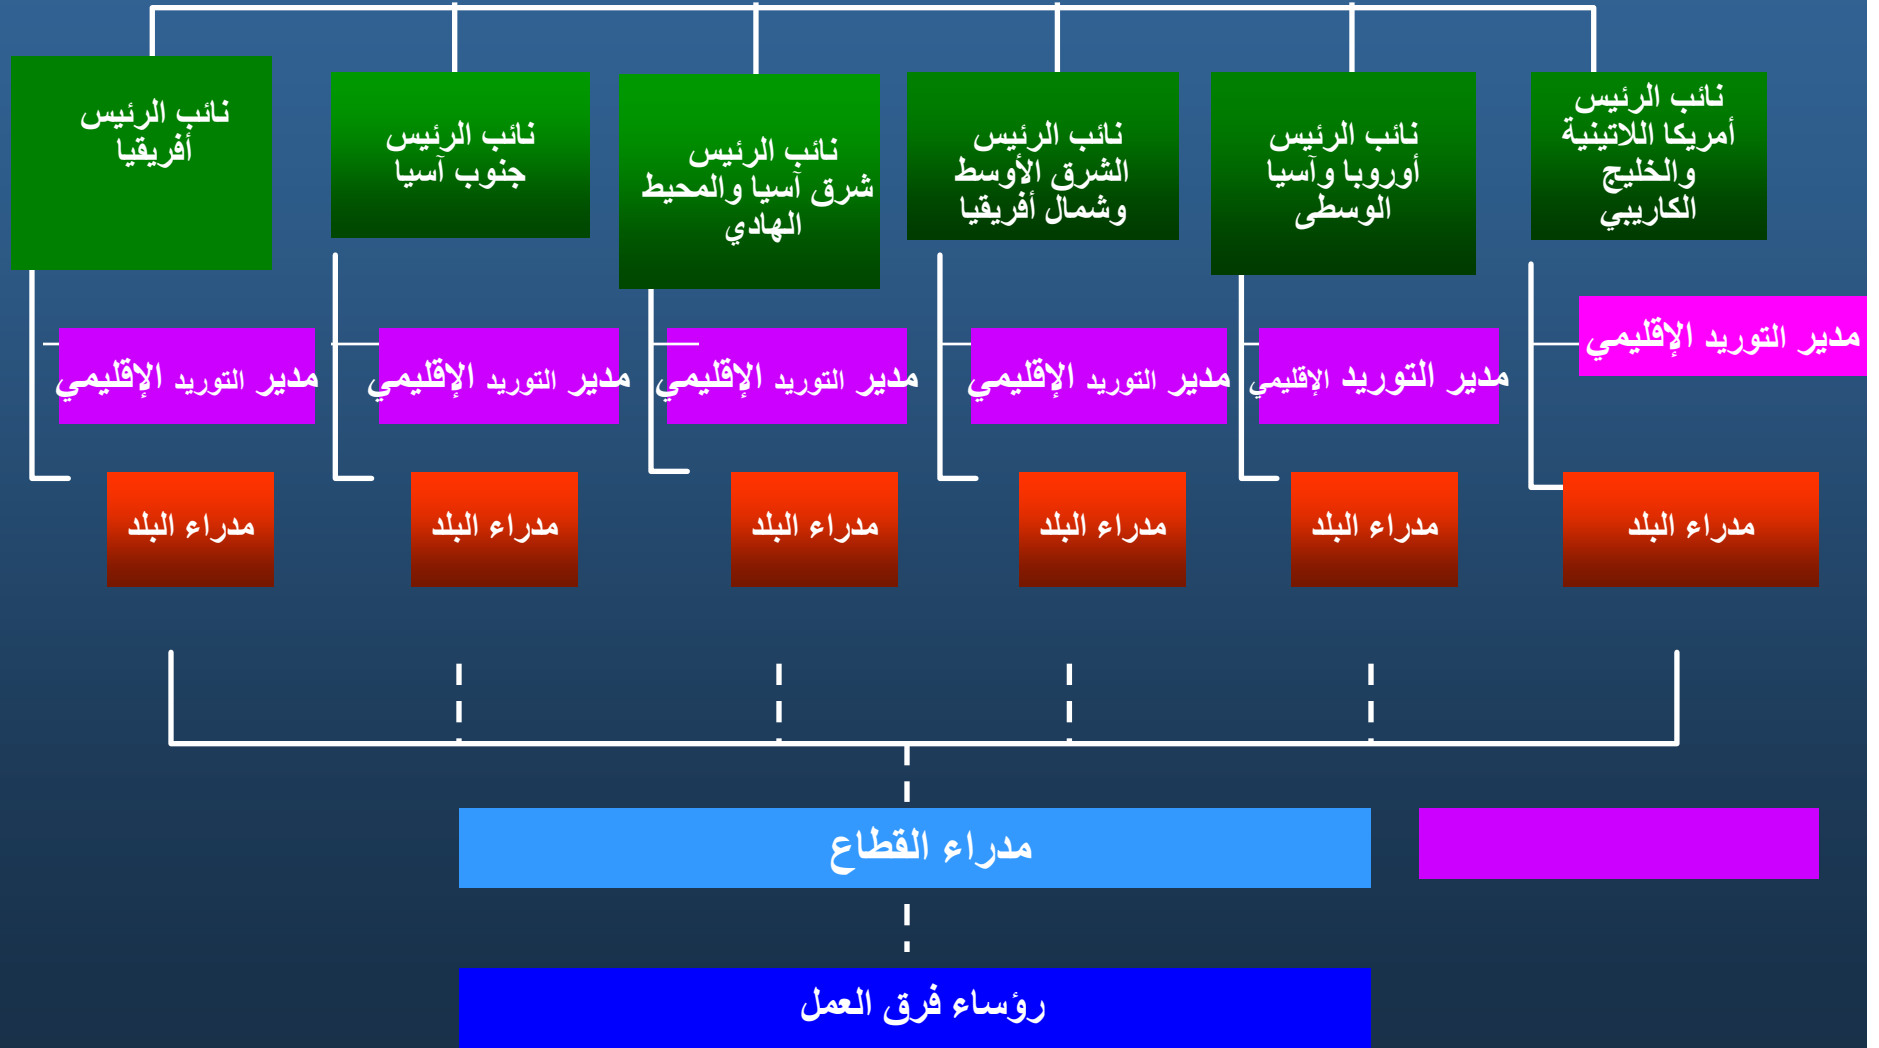 نائب الرئيس
أمريكا اللاتينية
والخليج
الكاريبي
نائب الرئيس
أوروبا وآسيا
الوسطى
نائب الرئيس
الشرق الأوسط
وشمال أفريقيا
نائب الرئيس
شرق آسيا والمحيط
الهادي
نائب الرئيس
جنوب آسيا
نائب الرئيس
أفريقيا
مدير التوريد الإقليمي
مدير التوريد الإقليمي
مدير التوريد الإقليمي
مدير التوريد الإقليمي
مدير التوريد الإقليمي
مدير التوريد الإقليمي
مدراء البلد
مدراء البلد
مدراء البلد
مدراء البلد
مدراء البلد
مدراء البلد
مدراء القطاع
رؤساء فرق العمل